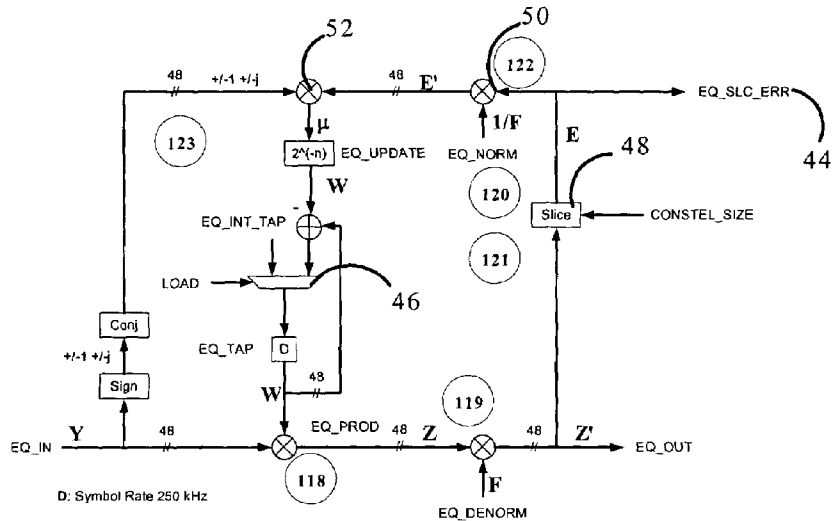 52
50
48
+/-1 +/-j
48
E'
122
EQ_SLC_ERR
μ
1/F
E
44
123
2^(-n)
EQ_UPDATE
EQ_NORM
48
W
120
-
Slice
CONSTEL_SIZE
EQ_INT_TAP
121
LOAD
46
Conj
EQ_TAP
D
+/-1 +/-j
48
Sign
W
119
EQ_PROD
Y
48
48
Z
48
Z'
EQ_IN
EQ_OUT
118
F
D: Symbol Rate 250 kHz
EQ_DENORM